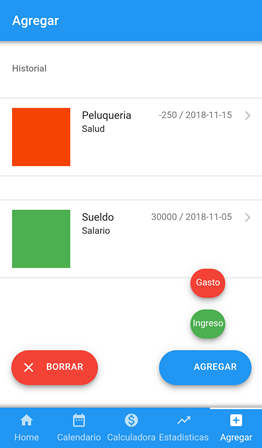 Agregar
Historial
Peluqueria
-250 / 2018-11-15
Salud
Sueldo
30000 / 2018-11-05
Salario
Gasto
Ingreso
BORRAR
AGREGAR
Home
Calendario
Calculadora
Estadisticas
Agregar